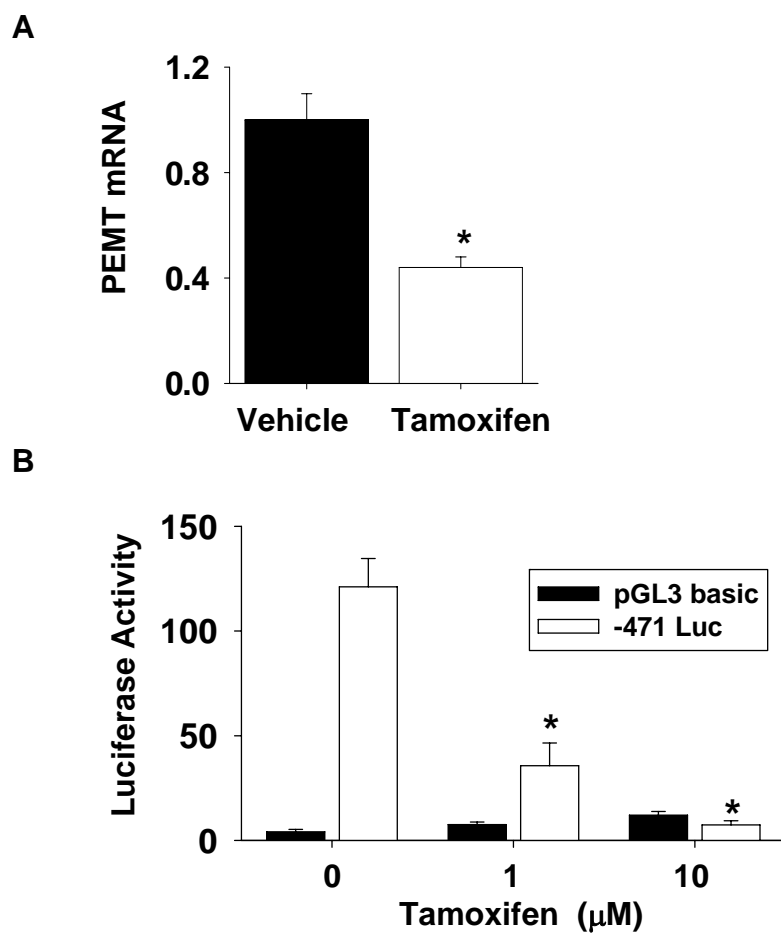 A
1.2
0.8
0.4
0.0
PEMT mRNA
*
Vehicle Tamoxifen
B
150
100
50
0
Luciferase Activity
pGL3 basic
-471 Luc
*
*
0 1 10
Tamoxifen (μM)